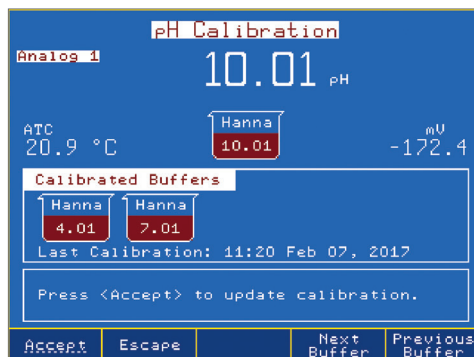 pH Calibration
Analog 1
10.01 pH
ATC
20.9 °C
Hanna
10.01
mV
-172.4
Calibrated Buffers
Hanna Hanna
4.01 7.01
Last Calibration: 11:20 Feb 07, 2017
Press <Accept> to update calibration.
Accept Escape Next Buffer Previous Buffer